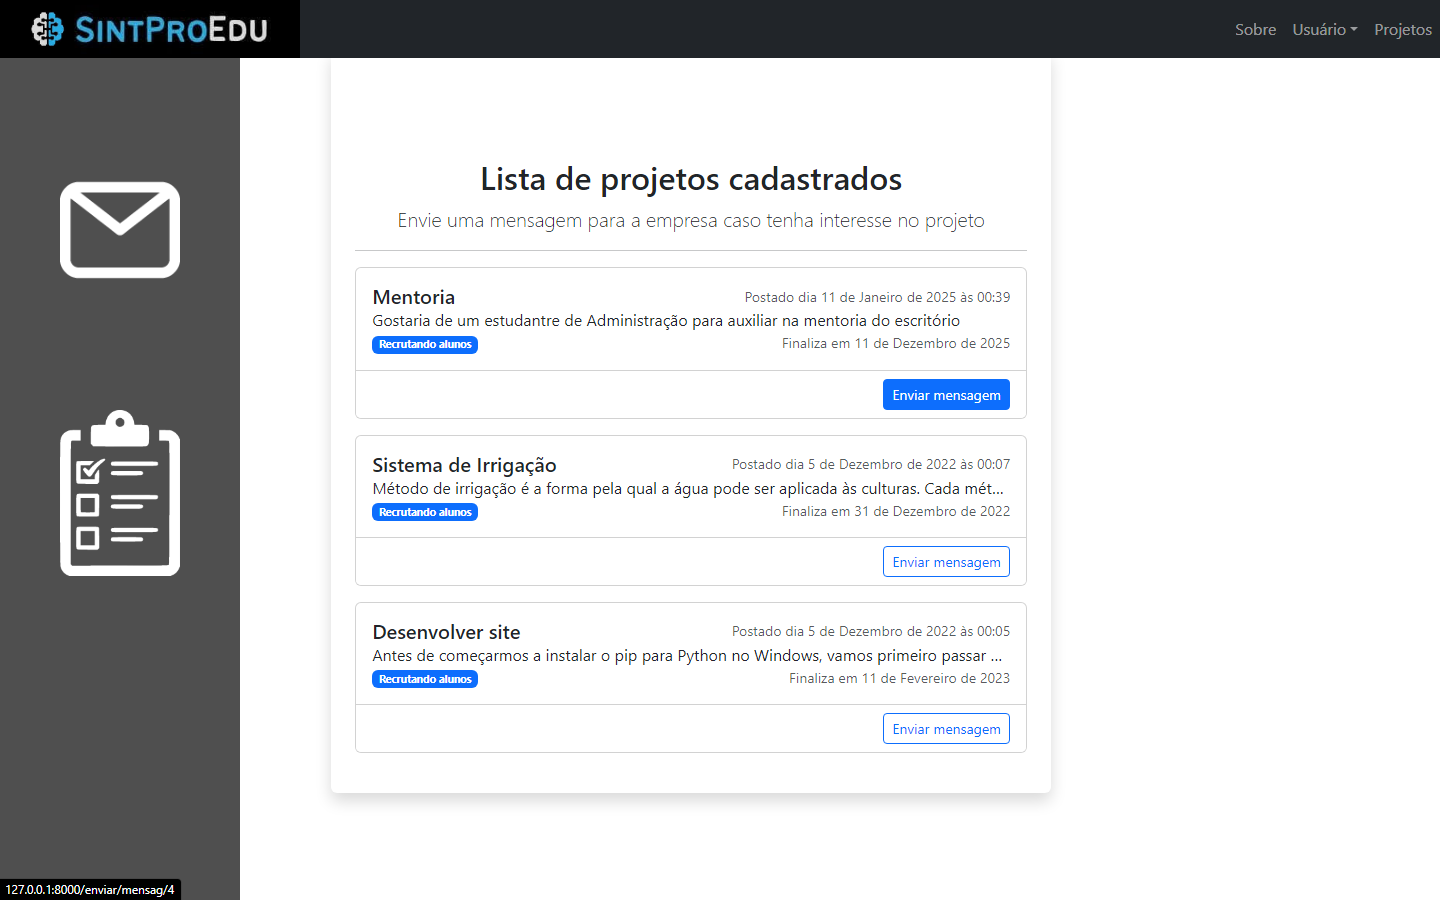 SINTPROEDU
Sobre Usuário Projetos
Lista de projetos cadastrados
Envie uma mensagem para a empresa caso tenha interesse no projeto
Mentoria Postado dia 11 de Janeiro de 2025 às 00:39
Gostaria de um estudantre de Administração para auxiliar na mentoria do escritório
Recrutando alunos Finaliza em 11 de Dezembro de 2025
Enviar mensagem
Sistema de Irrigação Postado dia 5 de Dezembro de 2022 às 00:07
Método de irrigação é a forma pela qual a água pode ser aplicada às culturas. Cada mét...
Recrutando alunos Finaliza em 31 de Dezembro de 2022
Enviar mensagem
Desenvolver site Postado dia 5 de Dezembro de 2022 às 00:05
Antes de começarmos a instalar o pip para Python no Windows, vamos primeiro passar ...
Recrutando alunos Finaliza em 11 de Fevereiro de 2023
Enviar mensagem
127.0.0.1:8000/enviar/mensag/4